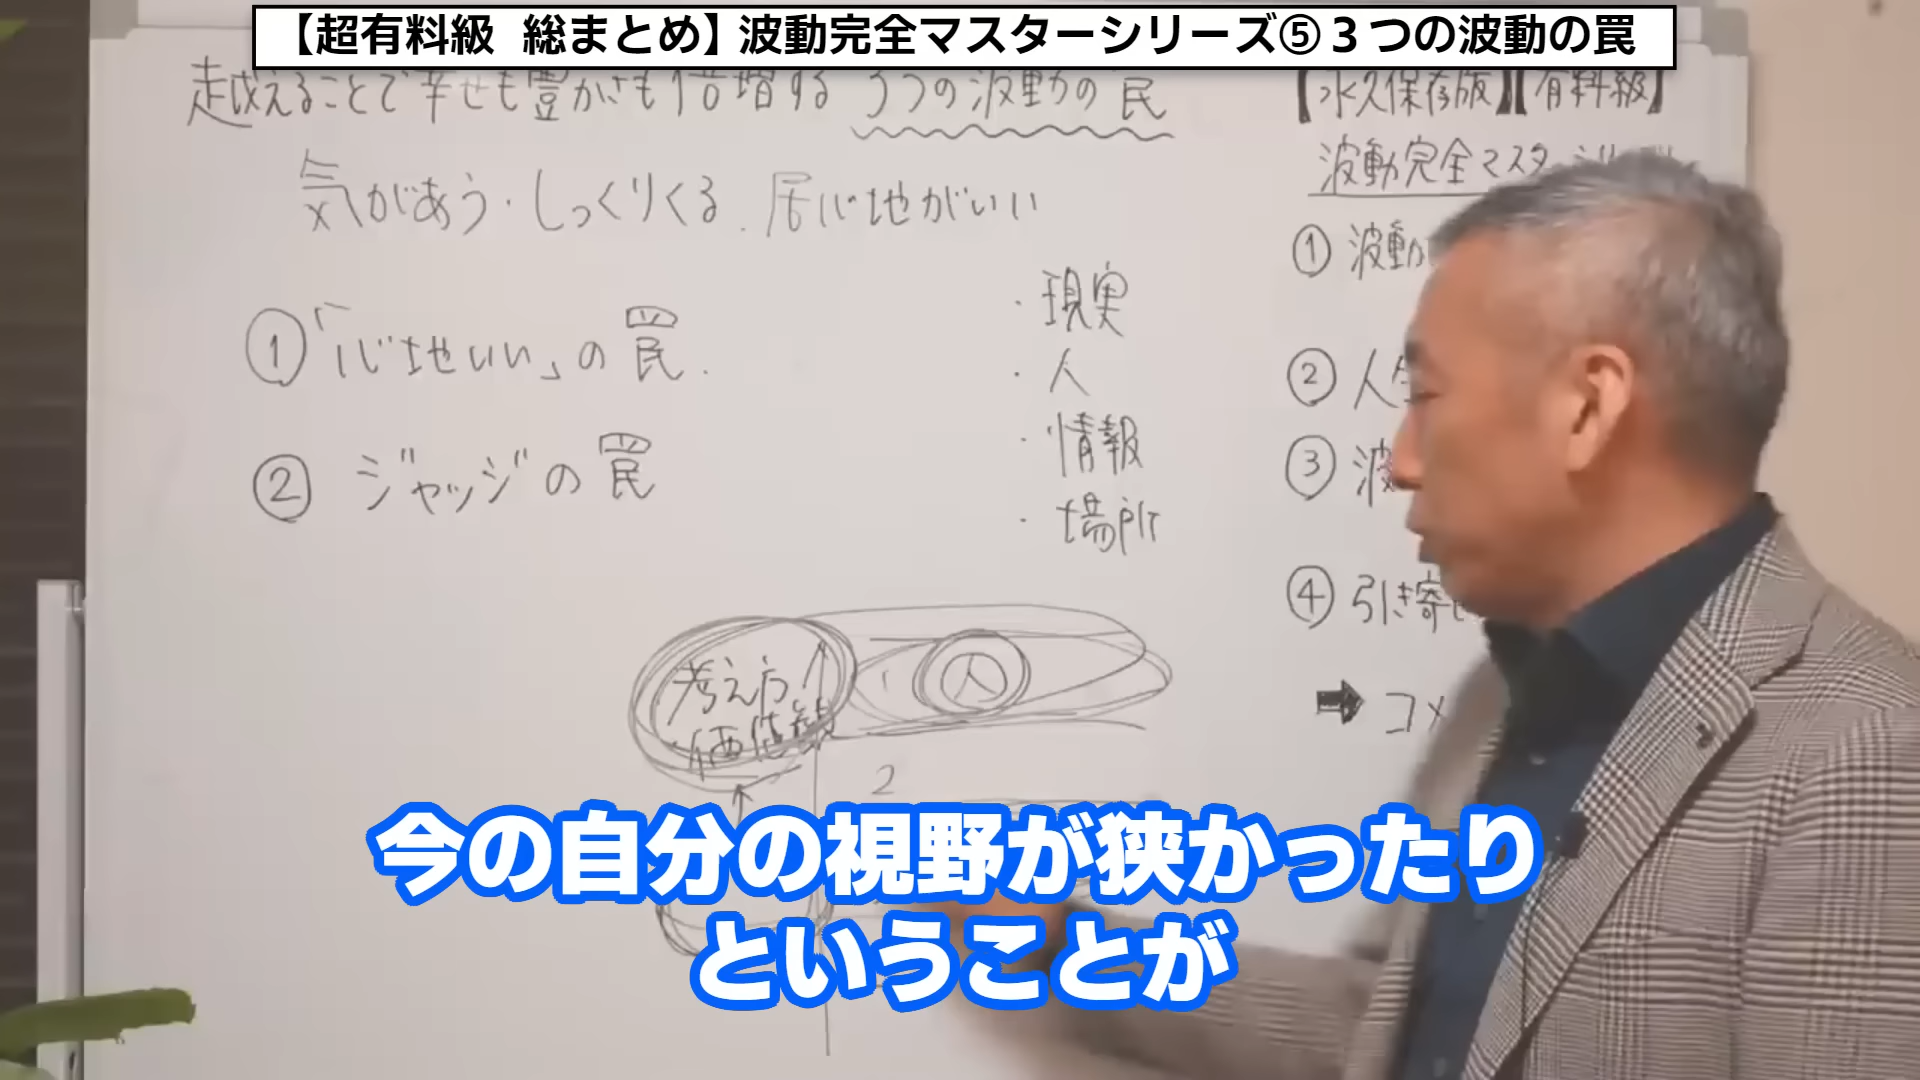 【超有料級 総まとめ】波動完全マスターシリーズ⑤３つの波動の罠
越えることで幸せも豊かさも倍増する 3つの波動の罠
気があう・しっくりくる．居心地がいい
①「心地いい」の罠．
② ジャッジの罠
・現実
・人
・情報
・場所
考え方、
価値観
人
2
【永久保存版】【有料級】
波動完全マスタ
① 波動
② 人生
③ 波
④ 引き寄せ
➡ コメ
今の自分の視野が狭かったり
ということが